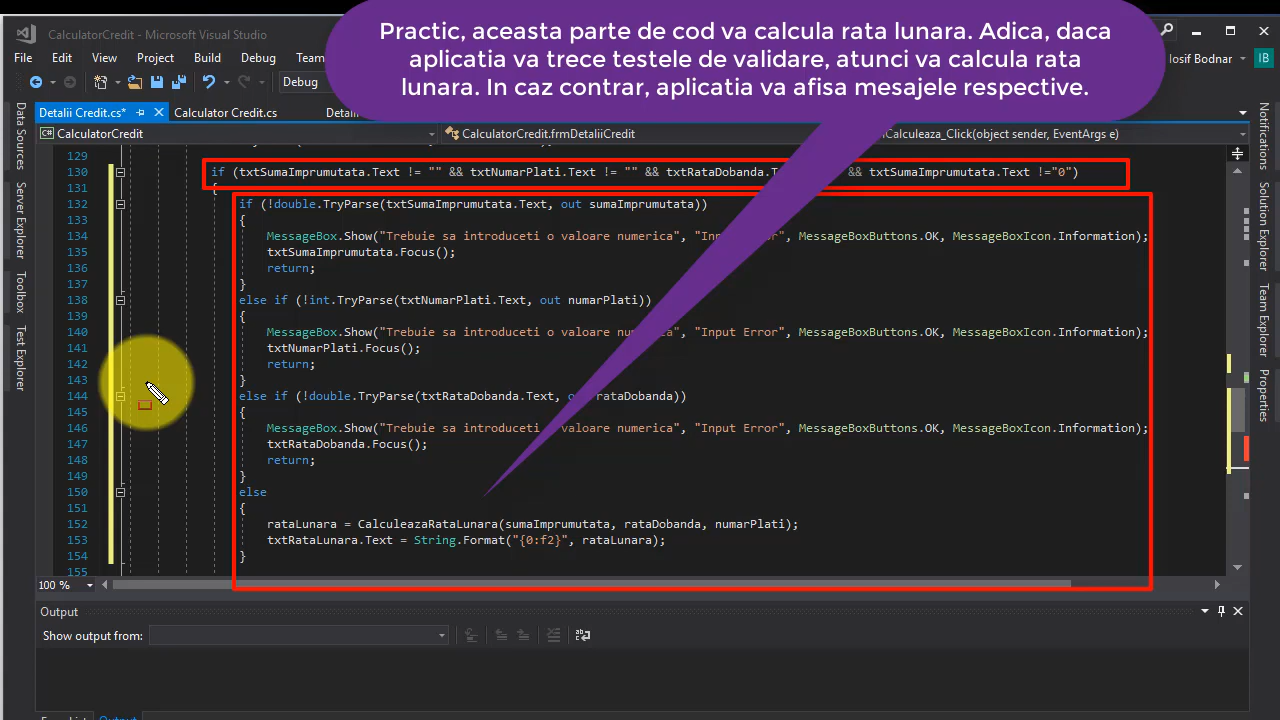 Practic, aceasta parte de cod va calcula rata lunara. Adica, daca
aplicatia va trece testele de validare, atunci va calcula rata
lunara. In caz contrar, aplicatia va afisa mesajele respective.
CalculatorCredit - Microsoft Visual Studio
File Edit View Project Build Debug Team
Iosif Bodnar IB
Debug
Detalii Credit.cs* Calculator Credit.cs
CalculatorCredit CalculatorCredit.frmDetaliiCredit Calculeaza_Click(object sender, EventArgs e)
Data Sources
Server Explorer
Toolbox
Test Explorer
Notifications
Solution Explorer
Team Explorer
Properties
129
130 if (txtSumaImprumutata.Text != "" && txtNumarPlati.Text != "" && txtRataDobanda. && txtSumaImprumutata.Text !="0")
131 {
132 if (!double.TryParse(txtSumaImprumutata.Text, out sumaImprumutata))
133 {
134 MessageBox.Show("Trebuie sa introduceti o valoare numerica", "Input Error", MessageBoxButtons.OK, MessageBoxIcon.Information);
135 txtSumaImprumutata.Focus();
136 return;
137 }
138 else if (!int.TryParse(txtNumarPlati.Text, out numarPlati))
139 {
140 MessageBox.Show("Trebuie sa introduceti o valoare numerica", "Input Error", MessageBoxButtons.OK, MessageBoxIcon.Information);
141 txtNumarPlati.Focus();
142 return;
143 }
144 else if (!double.TryParse(txtRataDobanda.Text, out rataDobanda))
145 {
146 MessageBox.Show("Trebuie sa introduceti o valoare numerica", "Input Error", MessageBoxButtons.OK, MessageBoxIcon.Information);
147 txtRataDobanda.Focus();
148 return;
149 }
150 else
151 {
152 rataLunara = CalculeazaRataLunara(sumaImprumutata, rataDobanda, numarPlati);
153 txtRataLunara.Text = String.Format("{0:f2}", rataLunara);
154 }
155
100 %
Output
Show output from:
Output